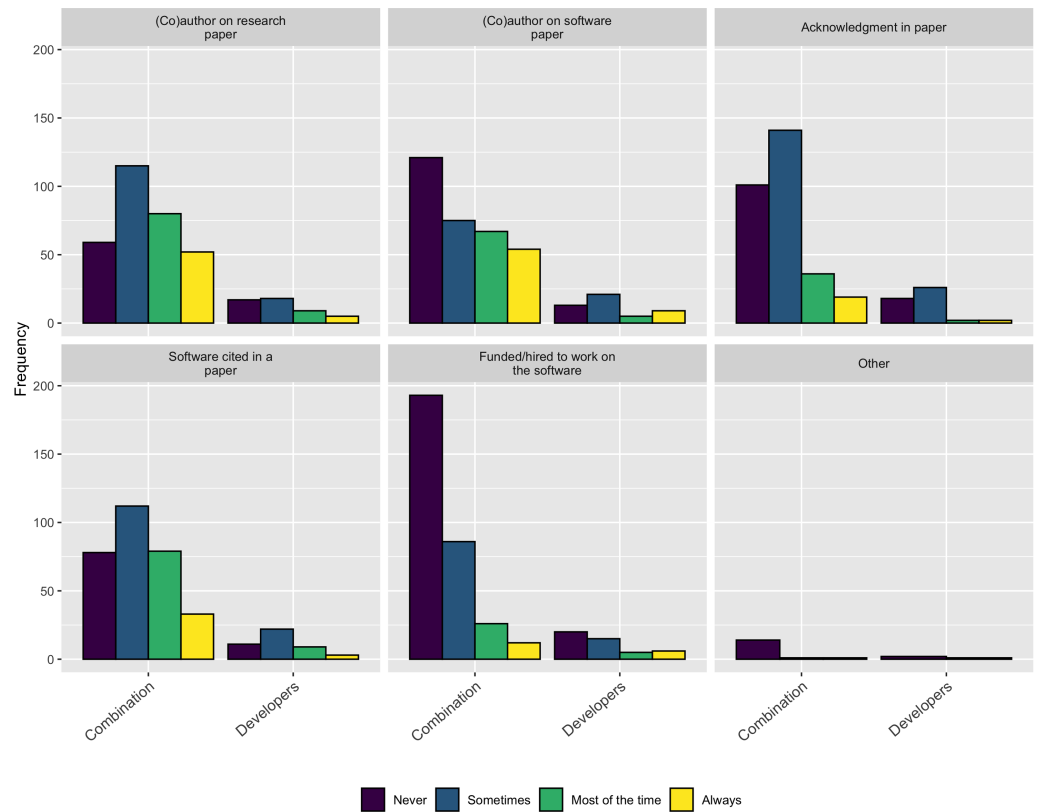 (Co)author on research
paper
(Co)author on software
paper
Acknowledgment in paper
200
150
100
50
0
Software cited in a
paper
Funded/hired to work on
the software
Other
200
150
100
50
0
Frequency
Combination
Developers
Combination
Developers
Combination
Developers
Never
Sometimes
Most of the time
Always